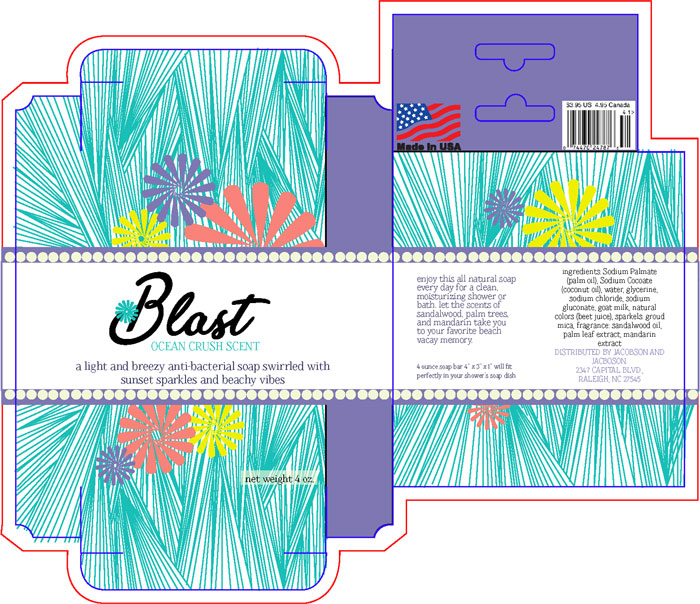 Blast
OCEAN CRUSH SCENT
a light and breezy anti-bacterial soap swirrled with
sunset sparkles and beachy vibes
net weight 4 oz.
Made In USA
$3.95 US 4.95 Canada
41>
enjoy this all natural soap
every day for a clean,
moisturizing shower or
bath. let the scents of
sandalwood, palm trees,
and mandarin take you
to your favorite beach
vacay memory.
4 ounce soap bar 4" x 3" x 1" will fit
perfectly in your shower's soap dish
ingredients: Sodium Palmate
(palm oil), Sodium Cocoate
(coconut oil), water, glycerine,
sodium chloride, sodium
gluconate, goat milk, natural
colors (beet juice), sparkels: groud
mica, fragrance: sandalwood oil,
palm leaf extract, mandarin
extract
DISTRIBUTED BY JACOBSON AND
JACBOSON
2347 CAPITAL BLVD.,
RALEIGH, NC 27545